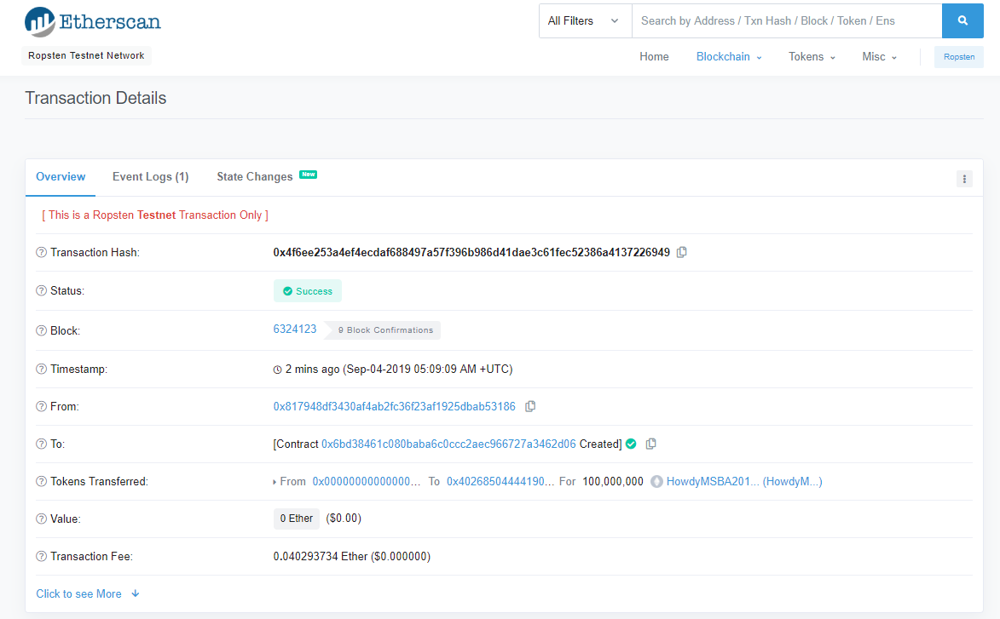 Etherscan
All Filters
Search by Address / Txn Hash / Block / Token / Ens
Ropsten Testnet Network
Home Blockchain Tokens Misc Ropsten
Transaction Details
Overview Event Logs (1) State Changes New
[ This is a Ropsten Testnet Transaction Only ]
Transaction Hash: 0x4f6ee253a4ef4ecdaf688497a57f396b986d41dae3c61fec52386a4137226949
Status: Success
Block: 6324123 9 Block Confirmations
Timestamp: 2 mins ago (Sep-04-2019 05:09:09 AM +UTC)
From: 0x817948df3430af4ab2fc36f23af1925dbab53186
To: [Contract 0x6bd38461c080baba6c0ccc2aec966727a3462d06 Created]
Tokens Transferred: From 0x00000000000000... To 0x40268504444190... For 100,000,000 HowdyMSBA201... (HowdyM...)
Value: 0 Ether ($0.00)
Transaction Fee: 0.040293734 Ether ($0.000000)
Click to see More